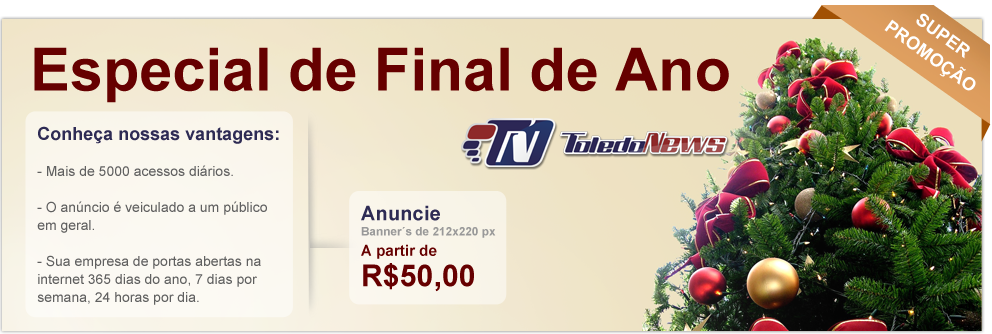 SUPER
PROMOÇÃO
Especial de Final de Ano
Conheça nossas vantagens:
- Mais de 5000 acessos diários.
- O anúncio é veiculado a um público
em geral.
- Sua empresa de portas abertas na
internet 365 dias do ano, 7 dias por
semana, 24 horas por dia.
TN ToledoNews
Anuncie
Banner´s de 212x220 px
A partir de
R$50,00